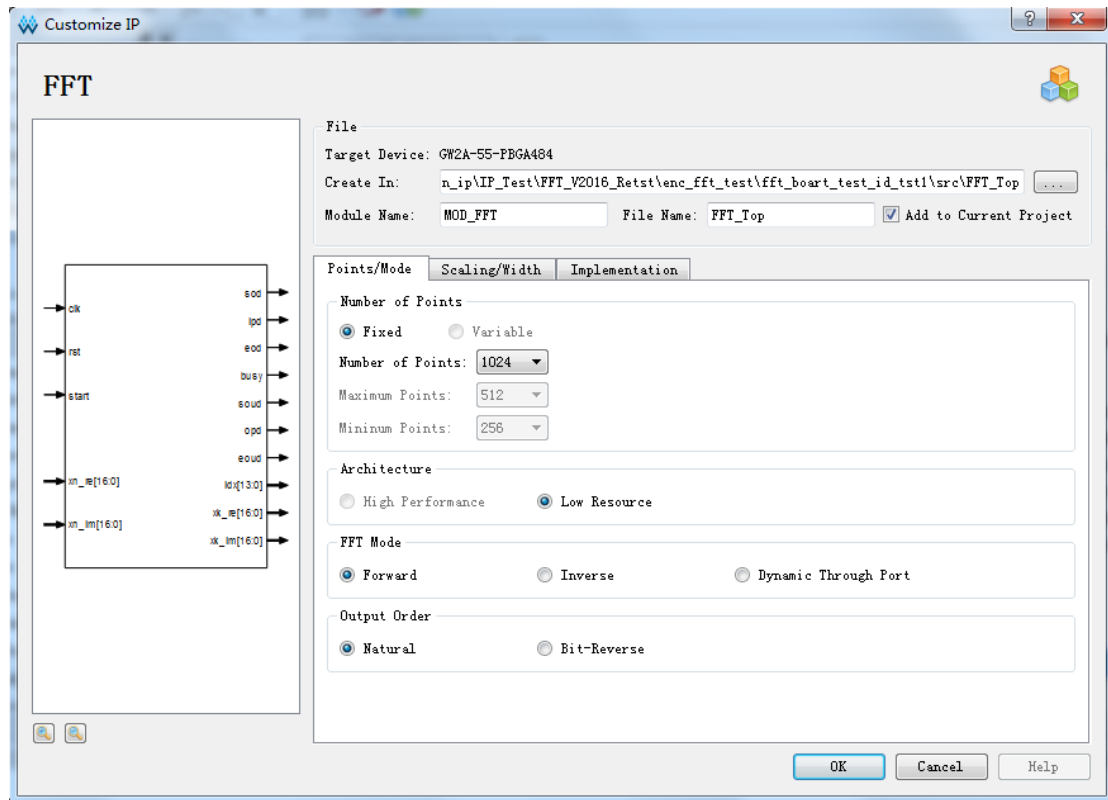 Customize IP
FFT
File
Target Device: GW2A-55-PBGA484
Create In: n_ip\IP_Test\FFT_V2016_Retst\enc_fft_test\fft_boart_test_id_tst1\src\FFT_Top ...
Module Name: MOD_FFT File Name: FFT_Top Add to Current Project
Points/Mode Scaling/Width Implementation
Number of Points
Fixed Variable
Number of Points: 1024
Maximum Points: 512
Mininum Points: 256
Architecture
High Performance Low Resource
FFT Mode
Forward Inverse Dynamic Through Port
Output Order
Natural Bit-Reverse
clk
rst
start
xn_re[16:0]
xn_im[16:0]
sod
ipd
eod
busy
soud
opd
eoud
idx[13:0]
xk_re[16:0]
xk_im[16:0]
OK Cancel Help